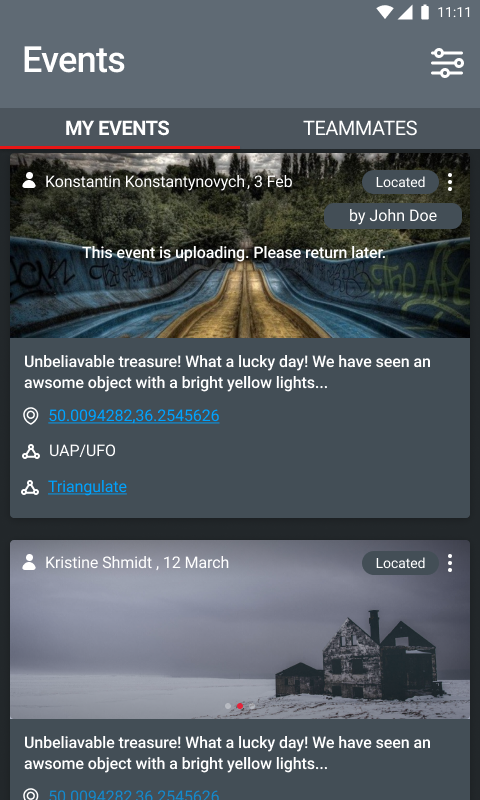 11:11
Events
MY EVENTS
TEAMMATES
Konstantin Konstantynovych, 3 Feb
Located
by John Doe
This event is uploading. Please return later.
Unbeliavable treasure! What a lucky day! We have seen an
awsome object with a bright yellow lights...
50.0094282,36.2545626
UAP/UFO
Triangulate
Kristine Shmidt , 12 March
Located
Unbeliavable treasure! What a lucky day! We have seen an
awsome object with a bright yellow lights...
50.0094282,36.2545626